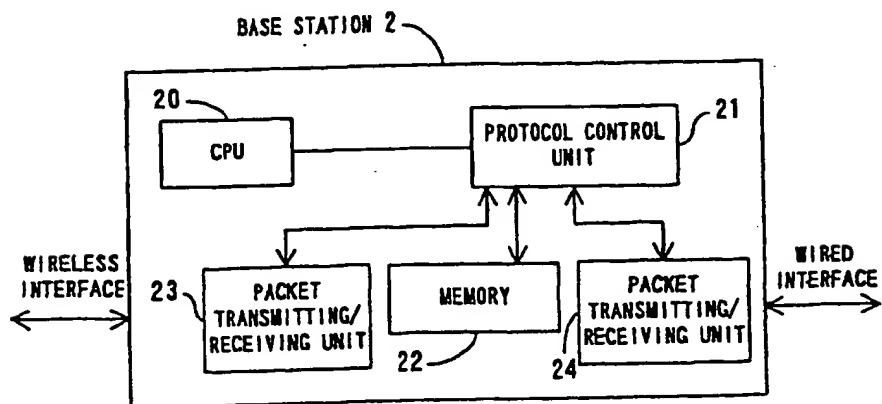 BASE STATION 2
20
CPU
PROTOCOL CONTROL
UNIT
21
WIRELESS
INTERFACE
23
PACKET
TRANSMITTING/
RECEIVING UNIT
MEMORY
22
PACKET
TRANSMITTING/
RECEIVING UNIT
24
WIRED
INTERFACE